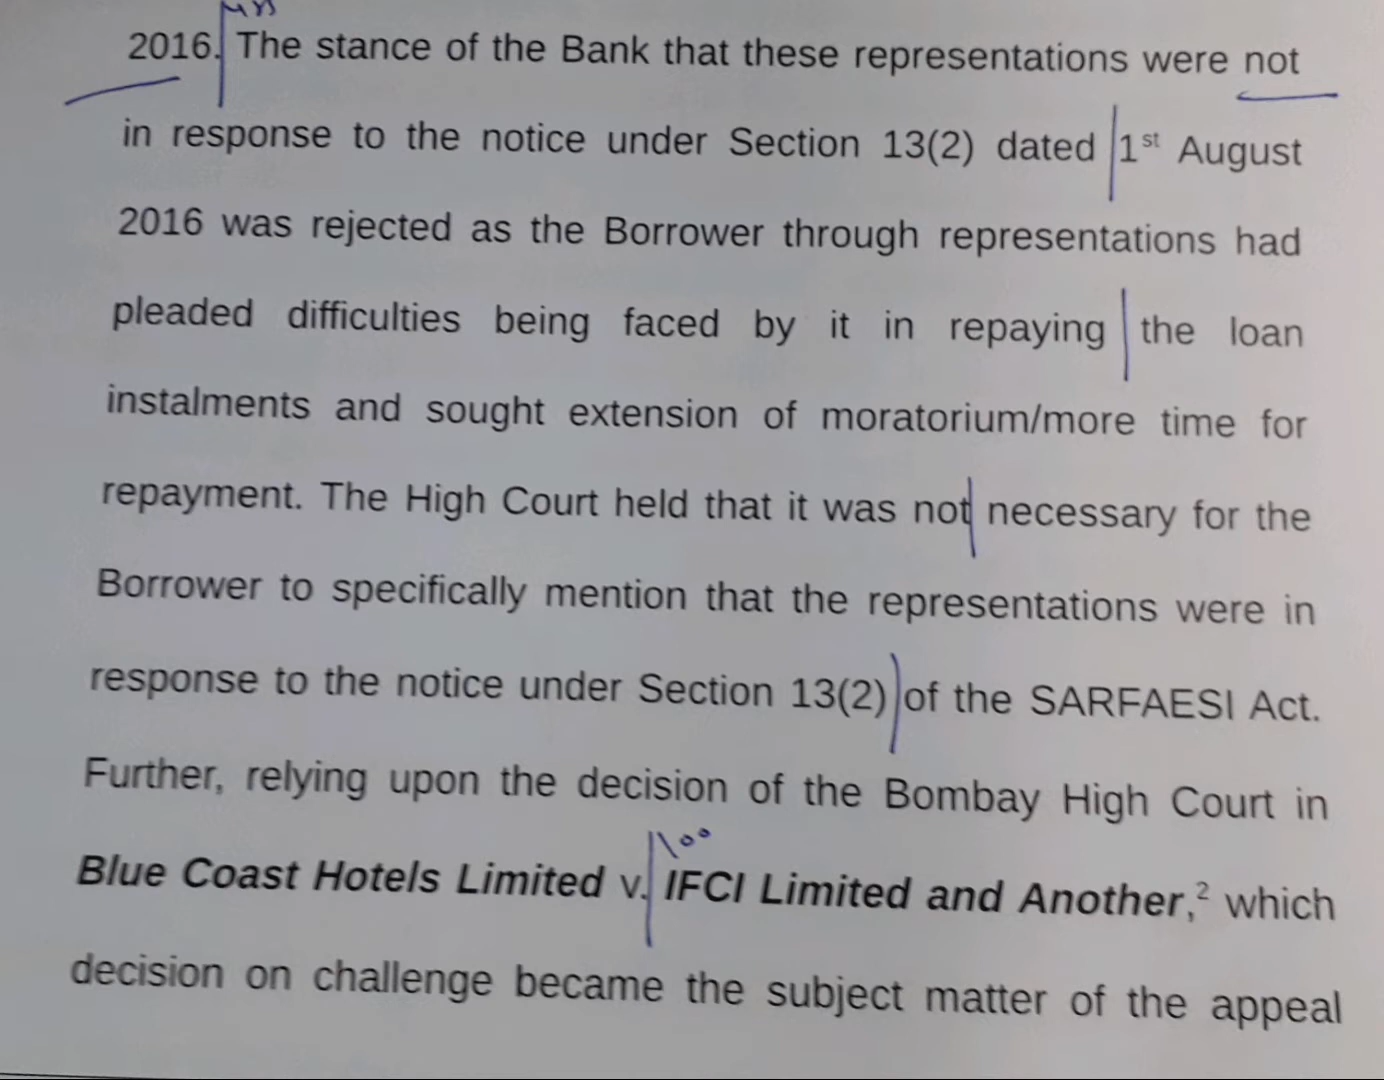 2016. The stance of the Bank that these representations were not
in response to the notice under Section 13(2) dated 1st August
2016 was rejected as the Borrower through representations had
pleaded difficulties being faced by it in repaying the loan
instalments and sought extension of moratorium/more time for
repayment. The High Court held that it was not necessary for the
Borrower to specifically mention that the representations were in
response to the notice under Section 13(2) of the SARFAESI Act.
Further, relying upon the decision of the Bombay High Court in
100
Blue Coast Hotels Limited v. IFCI Limited and Another,2 which
decision on challenge became the subject matter of the appeal